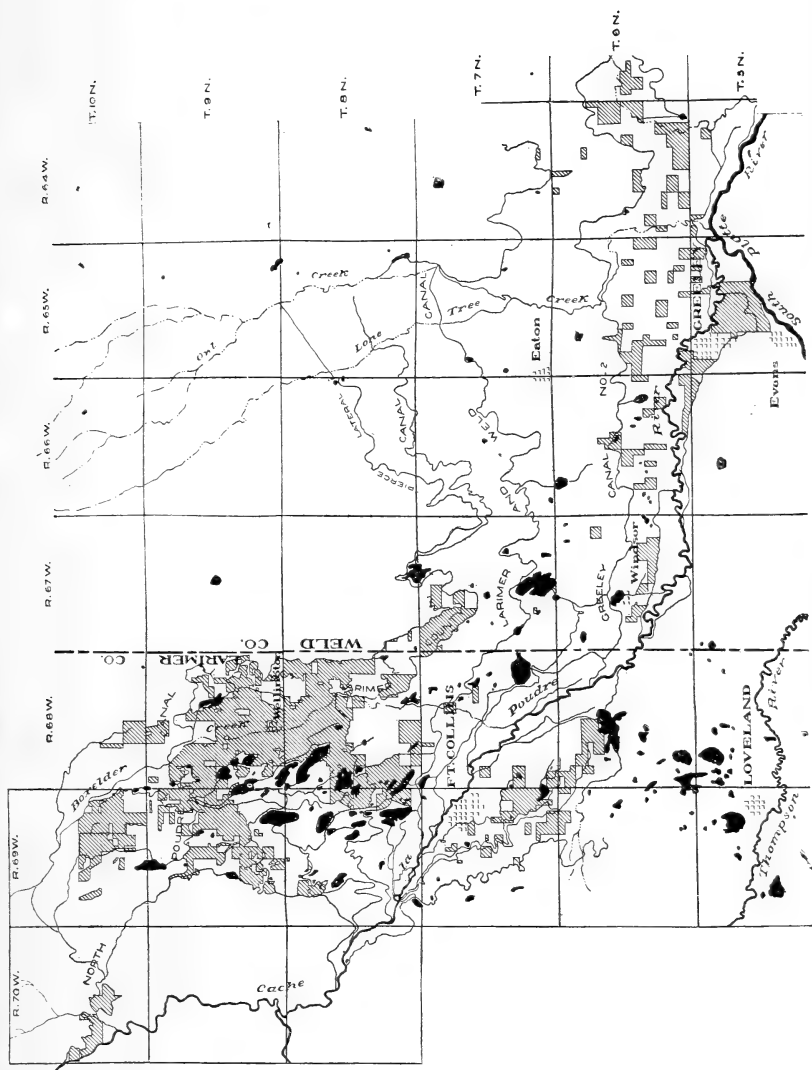 R.70W.
R.69W.
R.68W.
R.67W.
R.66W.
R.65W.
R.64W.
T.10N.
T.9N.
T.8N.
T.7N.
T.6N.
T.5N.
NORTH
POUDRE
CANAL
Boxelder
Creek
Wellington
LARIMER CO.
WELD CO.
LARIMER
Cache
la
Poudre
River
FT. COLLINS
LOVELAND
Thompson
River
LARIMER
AND
WELD
CANAL
PIERCE
LATERAL
CANAL
Lone
Tree
Creek
Owl
Creek
Eaton
GREELEY
CANAL
NO.2
Windsor
GREELEY
Evans
South
Platte
River